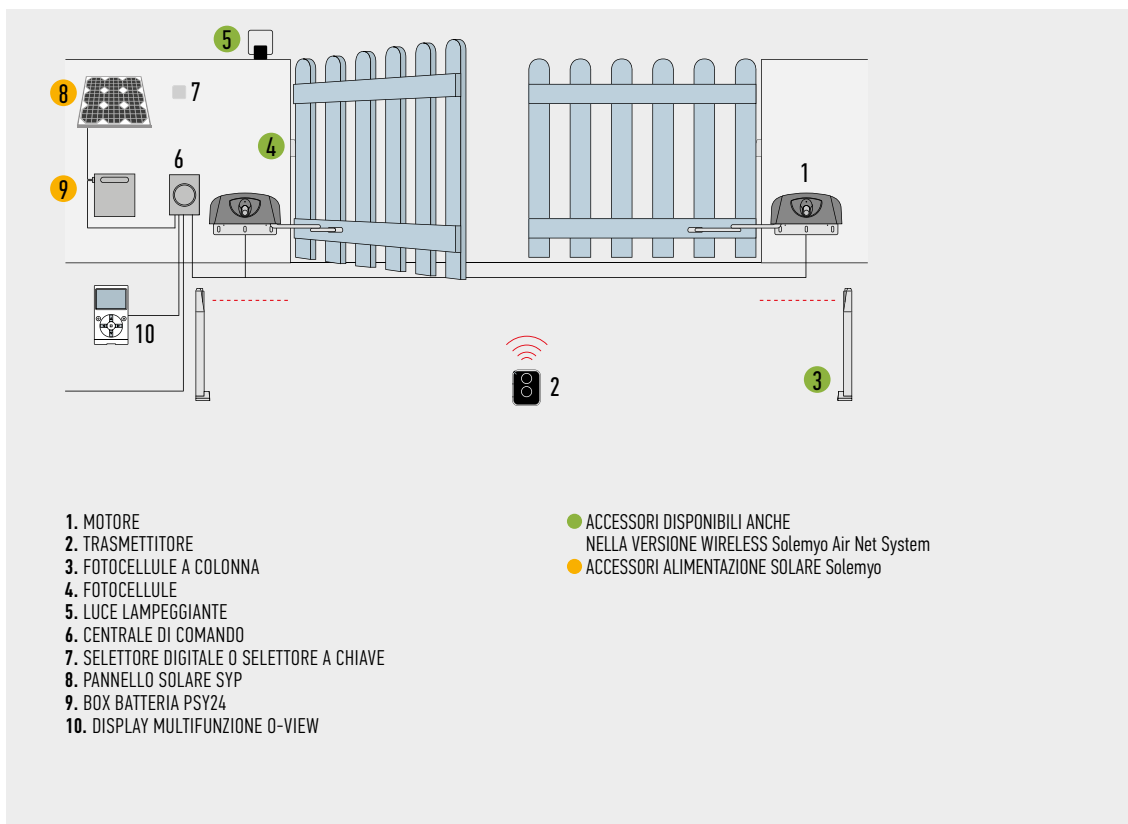 5
8
7
4
6
9
1
10
2
3
1. MOTORE
2. TRASMETTITORE
3. FOTOCELLULE A COLONNA
4. FOTOCELLULE
5. LUCE LAMPEGGIANTE
6. CENTRALE DI COMANDO
7. SELETTORE DIGITALE O SELETTORE A CHIAVE
8. PANNELLO SOLARE SYP
9. BOX BATTERIA PSY24
10. DISPLAY MULTIFUNZIONE O-VIEW
ACCESSORI DISPONIBILI ANCHE
NELLA VERSIONE WIRELESS Solemyo Air Net System
ACCESSORI ALIMENTAZIONE SOLARE Solemyo